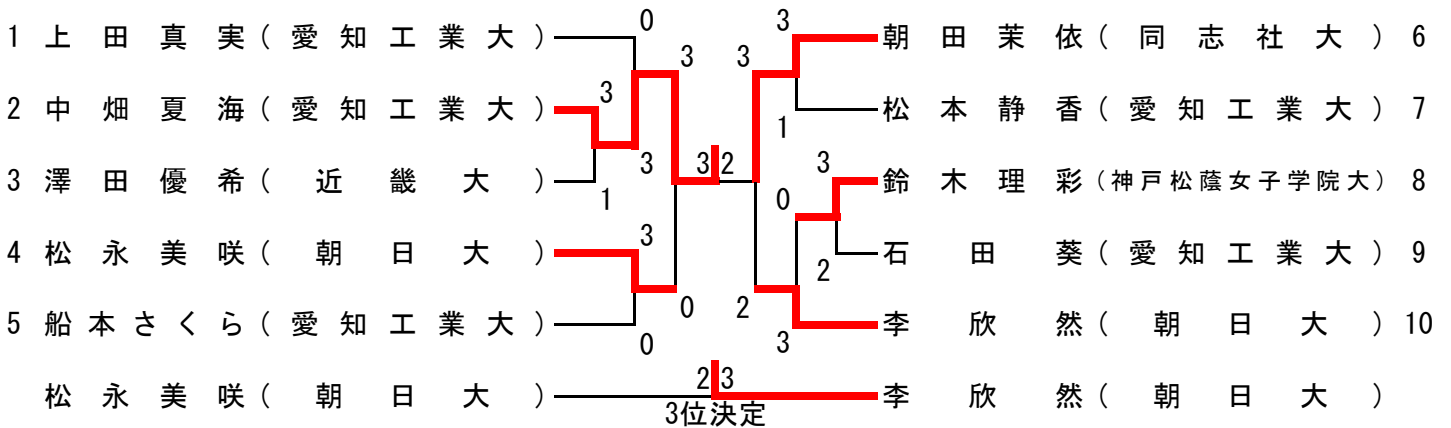 0 3
1 上田真実(愛知工業大) 朝田茉依(同志社大) 6
3 3
3
2 中畑夏海(愛知工業大) 松本静香(愛知工業大) 7
1
3 3 2 3
3 澤田優希(近畿大) 鈴木理彩(神戸松蔭女子学院大) 8
1 0
3
4 松永美咲(朝日大) 石田葵(愛知工業大) 9
2
0 2
5 船本さくら(愛知工業大) 李欣然(朝日大) 10
0 3
2 3
松永美咲(朝日大) 李欣然(朝日大)
3位決定